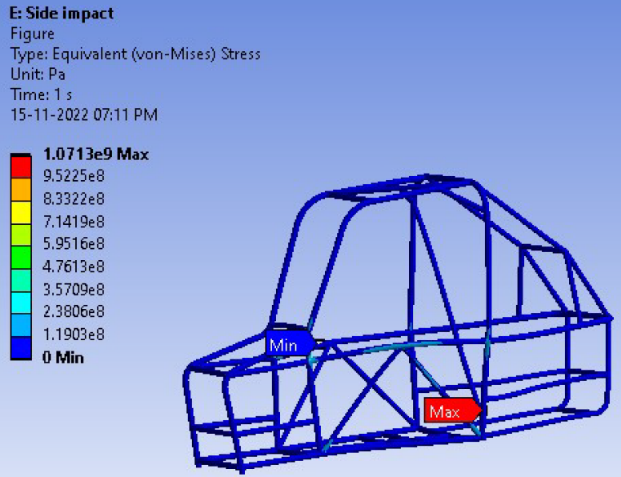 E: Side impact
Figure
Type: Equivalent (von-Mises) Stress
Unit: Pa
Time: 1 s
15-11-2022 07:11 PM
1.0713e9 Max
9.5225e8
8.3322e8
7.1419e8
5.9516e8
4.7613e8
3.5709e8
2.3806e8
1.1903e8
0 Min
Min
Max